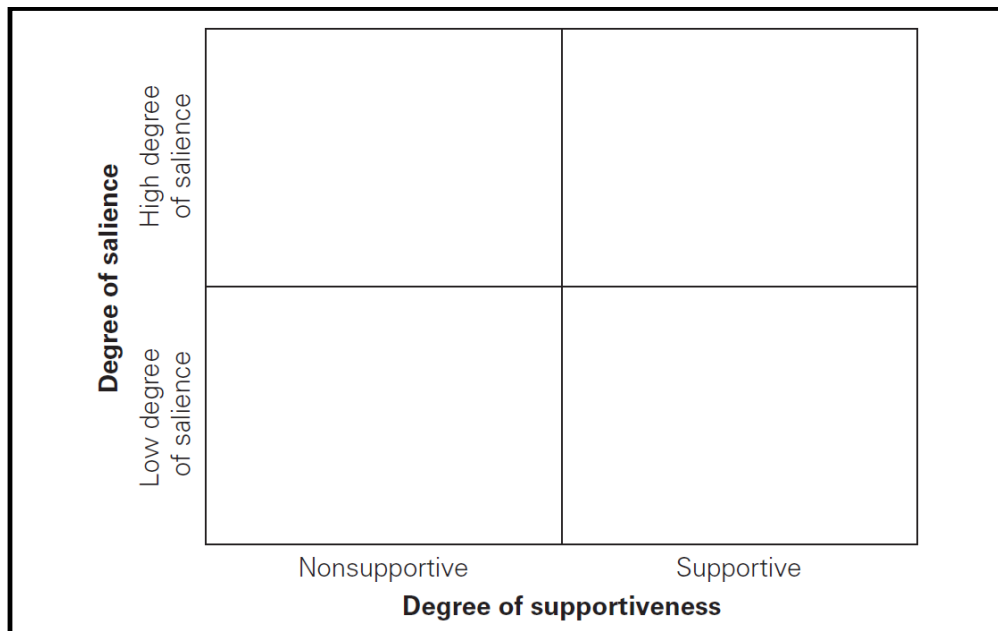 Degree of salience
High degree
of salience
Low degree
of salience
Nonsupportive
Supportive
Degree of supportiveness